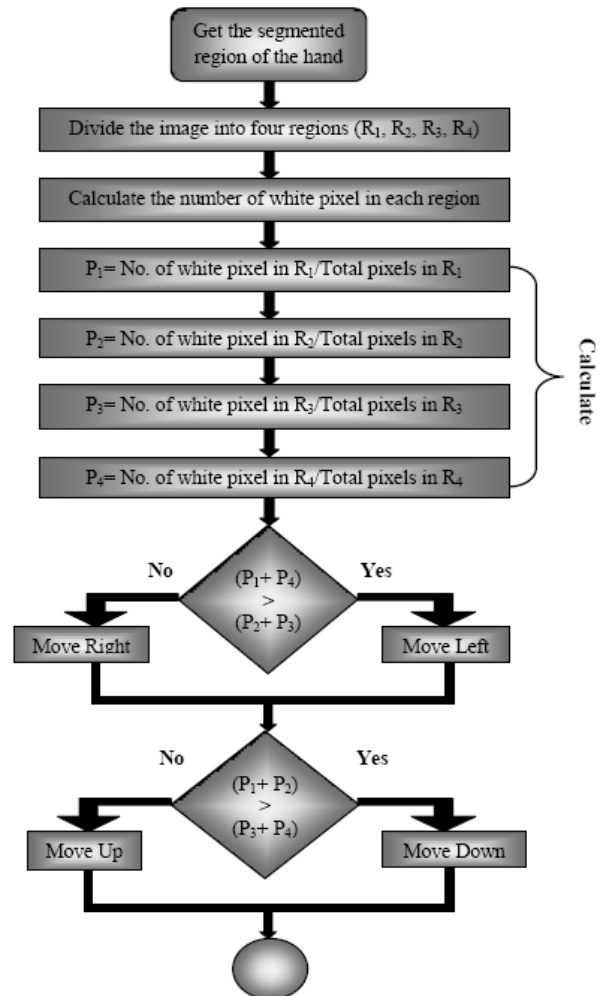 Get the segmented
region of the hand
Divide the image into four regions (R₁, R₂, R₃, R₄)
Calculate the number of white pixel in each region
P₁= No. of white pixel in R₁/Total pixels in R₁
P₂= No. of white pixel in R₂/Total pixels in R₂
P₃= No. of white pixel in R₃/Total pixels in R₃
P₄= No. of white pixel in R₄/Total pixels in R₄
Calculate
No
Yes
(P₁+ P₄)
>
(P₂+ P₃)
Move Right
Move Left
No
Yes
(P₁+ P₂)
>
(P₃+ P₄)
Move Up
Move Down